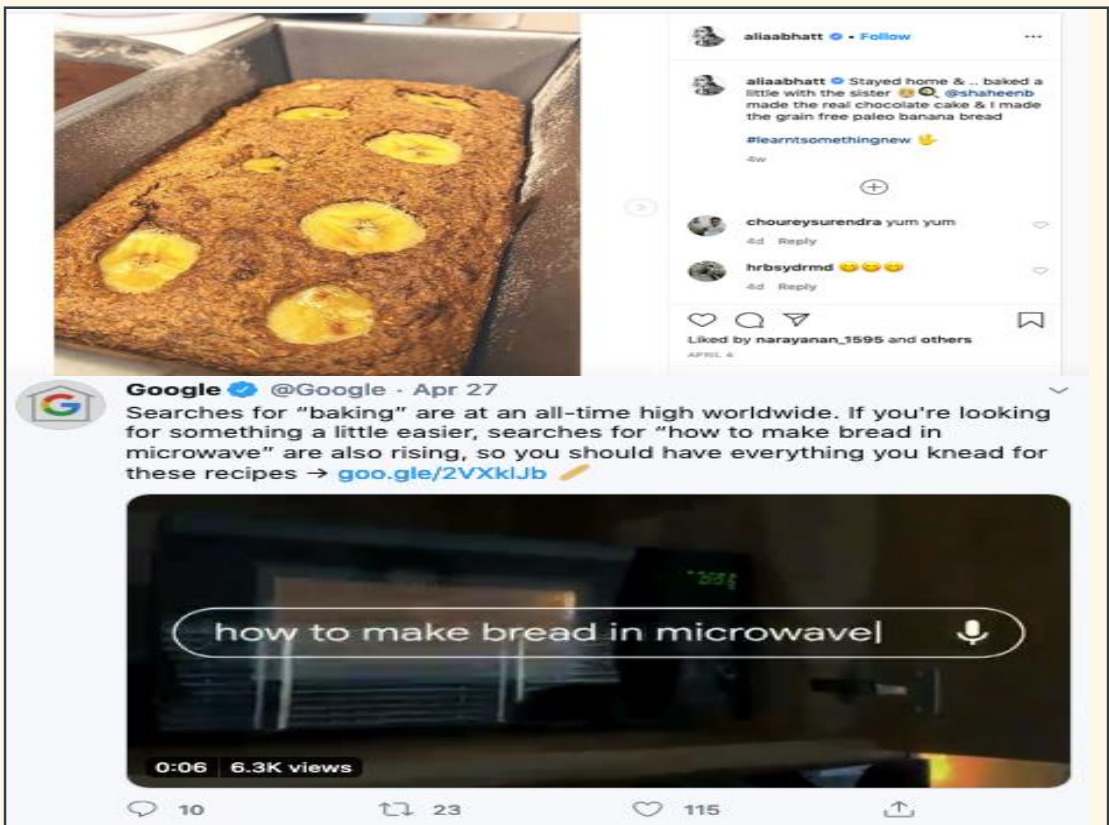 aliaabhatt • Follow
aliaabhatt Stayed home & .. baked a
little with the sister @shaheenb
made the real chocolate cake & I made
the grain free paleo banana bread
#learntsomethingnew
4w
choureysurendra yum yum
4d Reply
hrbsydrmd
4d Reply
Liked by narayanan_1595 and others
APRIL 4
Google @Google · Apr 27
Searches for “baking” are at an all-time high worldwide. If you're looking
for something a little easier, searches for “how to make bread in
microwave” are also rising, so you should have everything you knead for
these recipes → goo.gle/2VXklJb
how to make bread in microwave
0:06 6.3K views
10 23 115